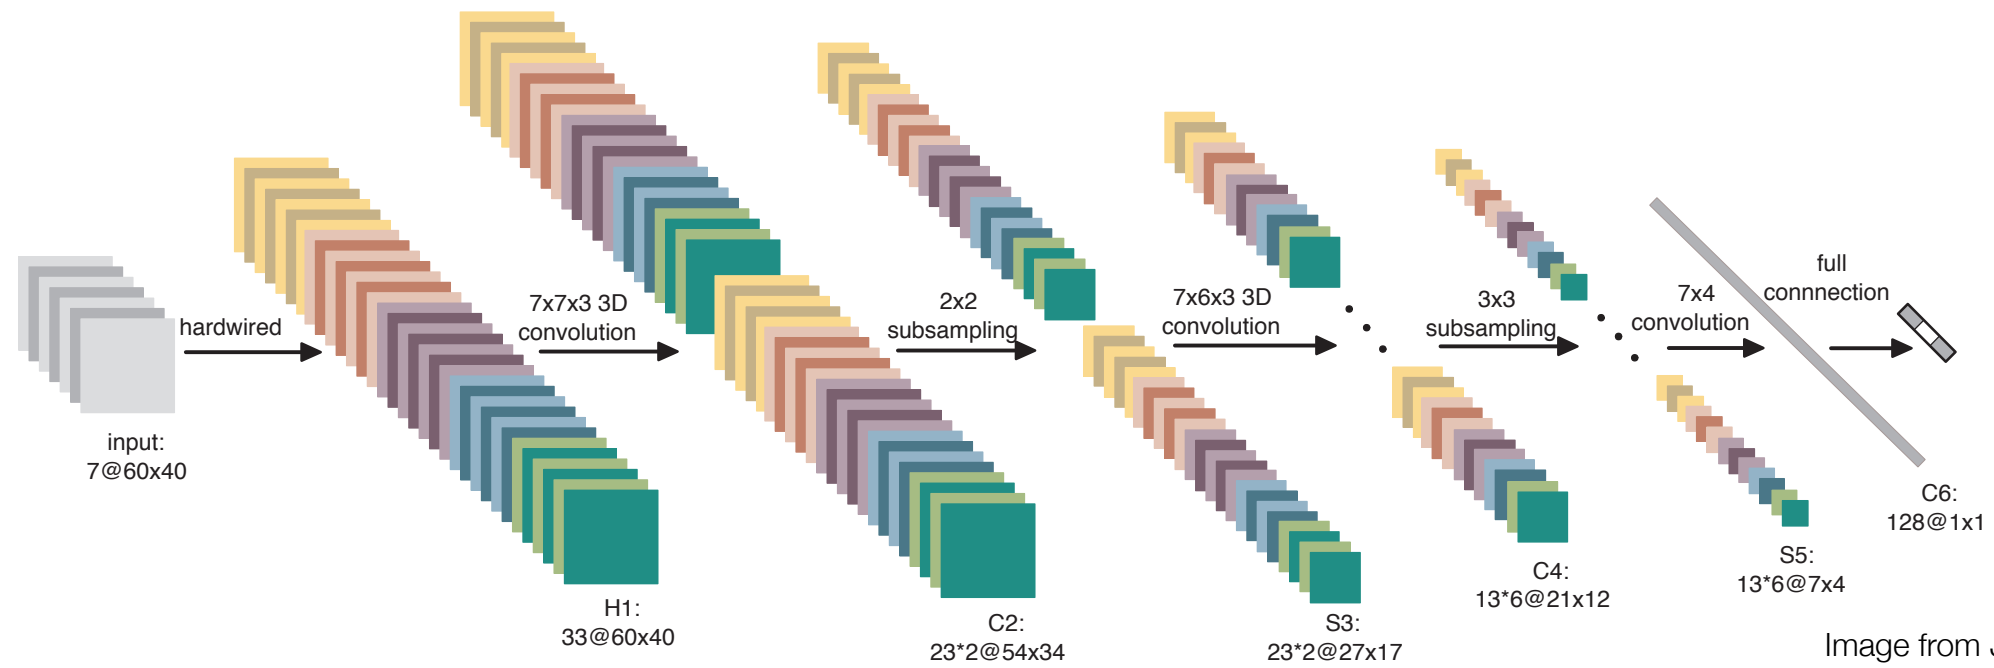 input:
7@60x40
hardwired
H1:
33@60x40
7x7x3 3D
convolution
C2:
23*2@54x34
2x2
subsampling
S3:
23*2@27x17
7x6x3 3D
convolution
C4:
13*6@21x12
3x3
subsampling
S5:
13*6@7x4
7x4
convolution
C6:
128@1x1
full
connnection
Image from